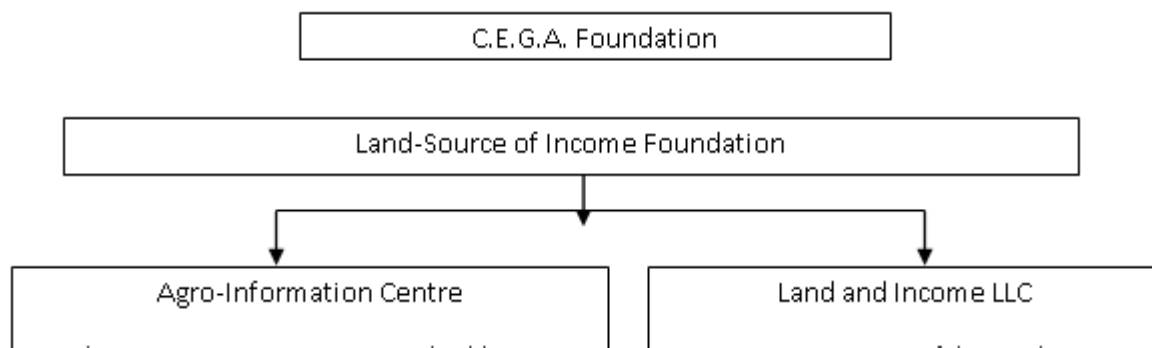 C.E.G.A. Foundation
Land-Source of Income Foundation
Agro-Information Centre
Land and Income LLC